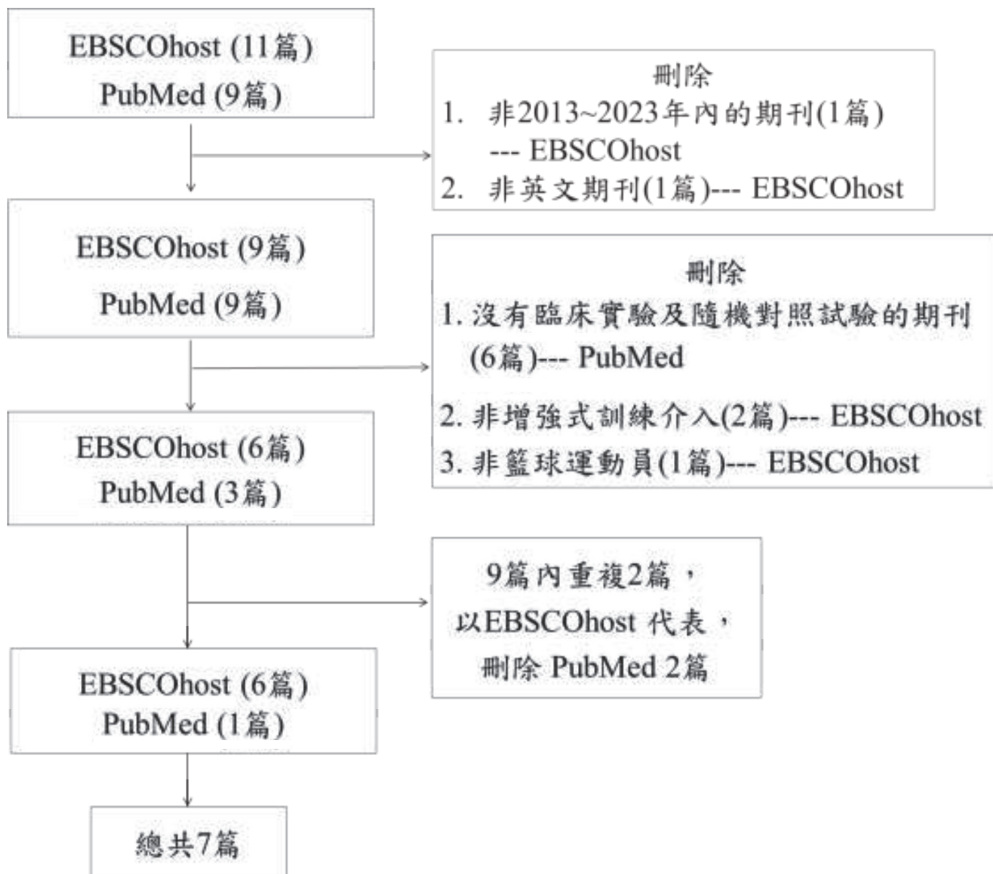 EBSCOhost (11篇)
PubMed (9篇)
刪除
1. 非2013~2023年內的期刊(1篇)
--- EBSCOhost
2. 非英文期刊(1篇)--- EBSCOhost
EBSCOhost (9篇)
PubMed (9篇)
刪除
1. 沒有臨床實驗及隨機對照試驗的期刊
(6篇)--- PubMed
2. 非增強式訓練介入(2篇)--- EBSCOhost
3. 非籃球運動員(1篇)--- EBSCOhost
EBSCOhost (6篇)
PubMed (3篇)
9篇內重複2篇，
以EBSCOhost 代表，
刪除 PubMed 2篇
EBSCOhost (6篇)
PubMed (1篇)
總共7篇